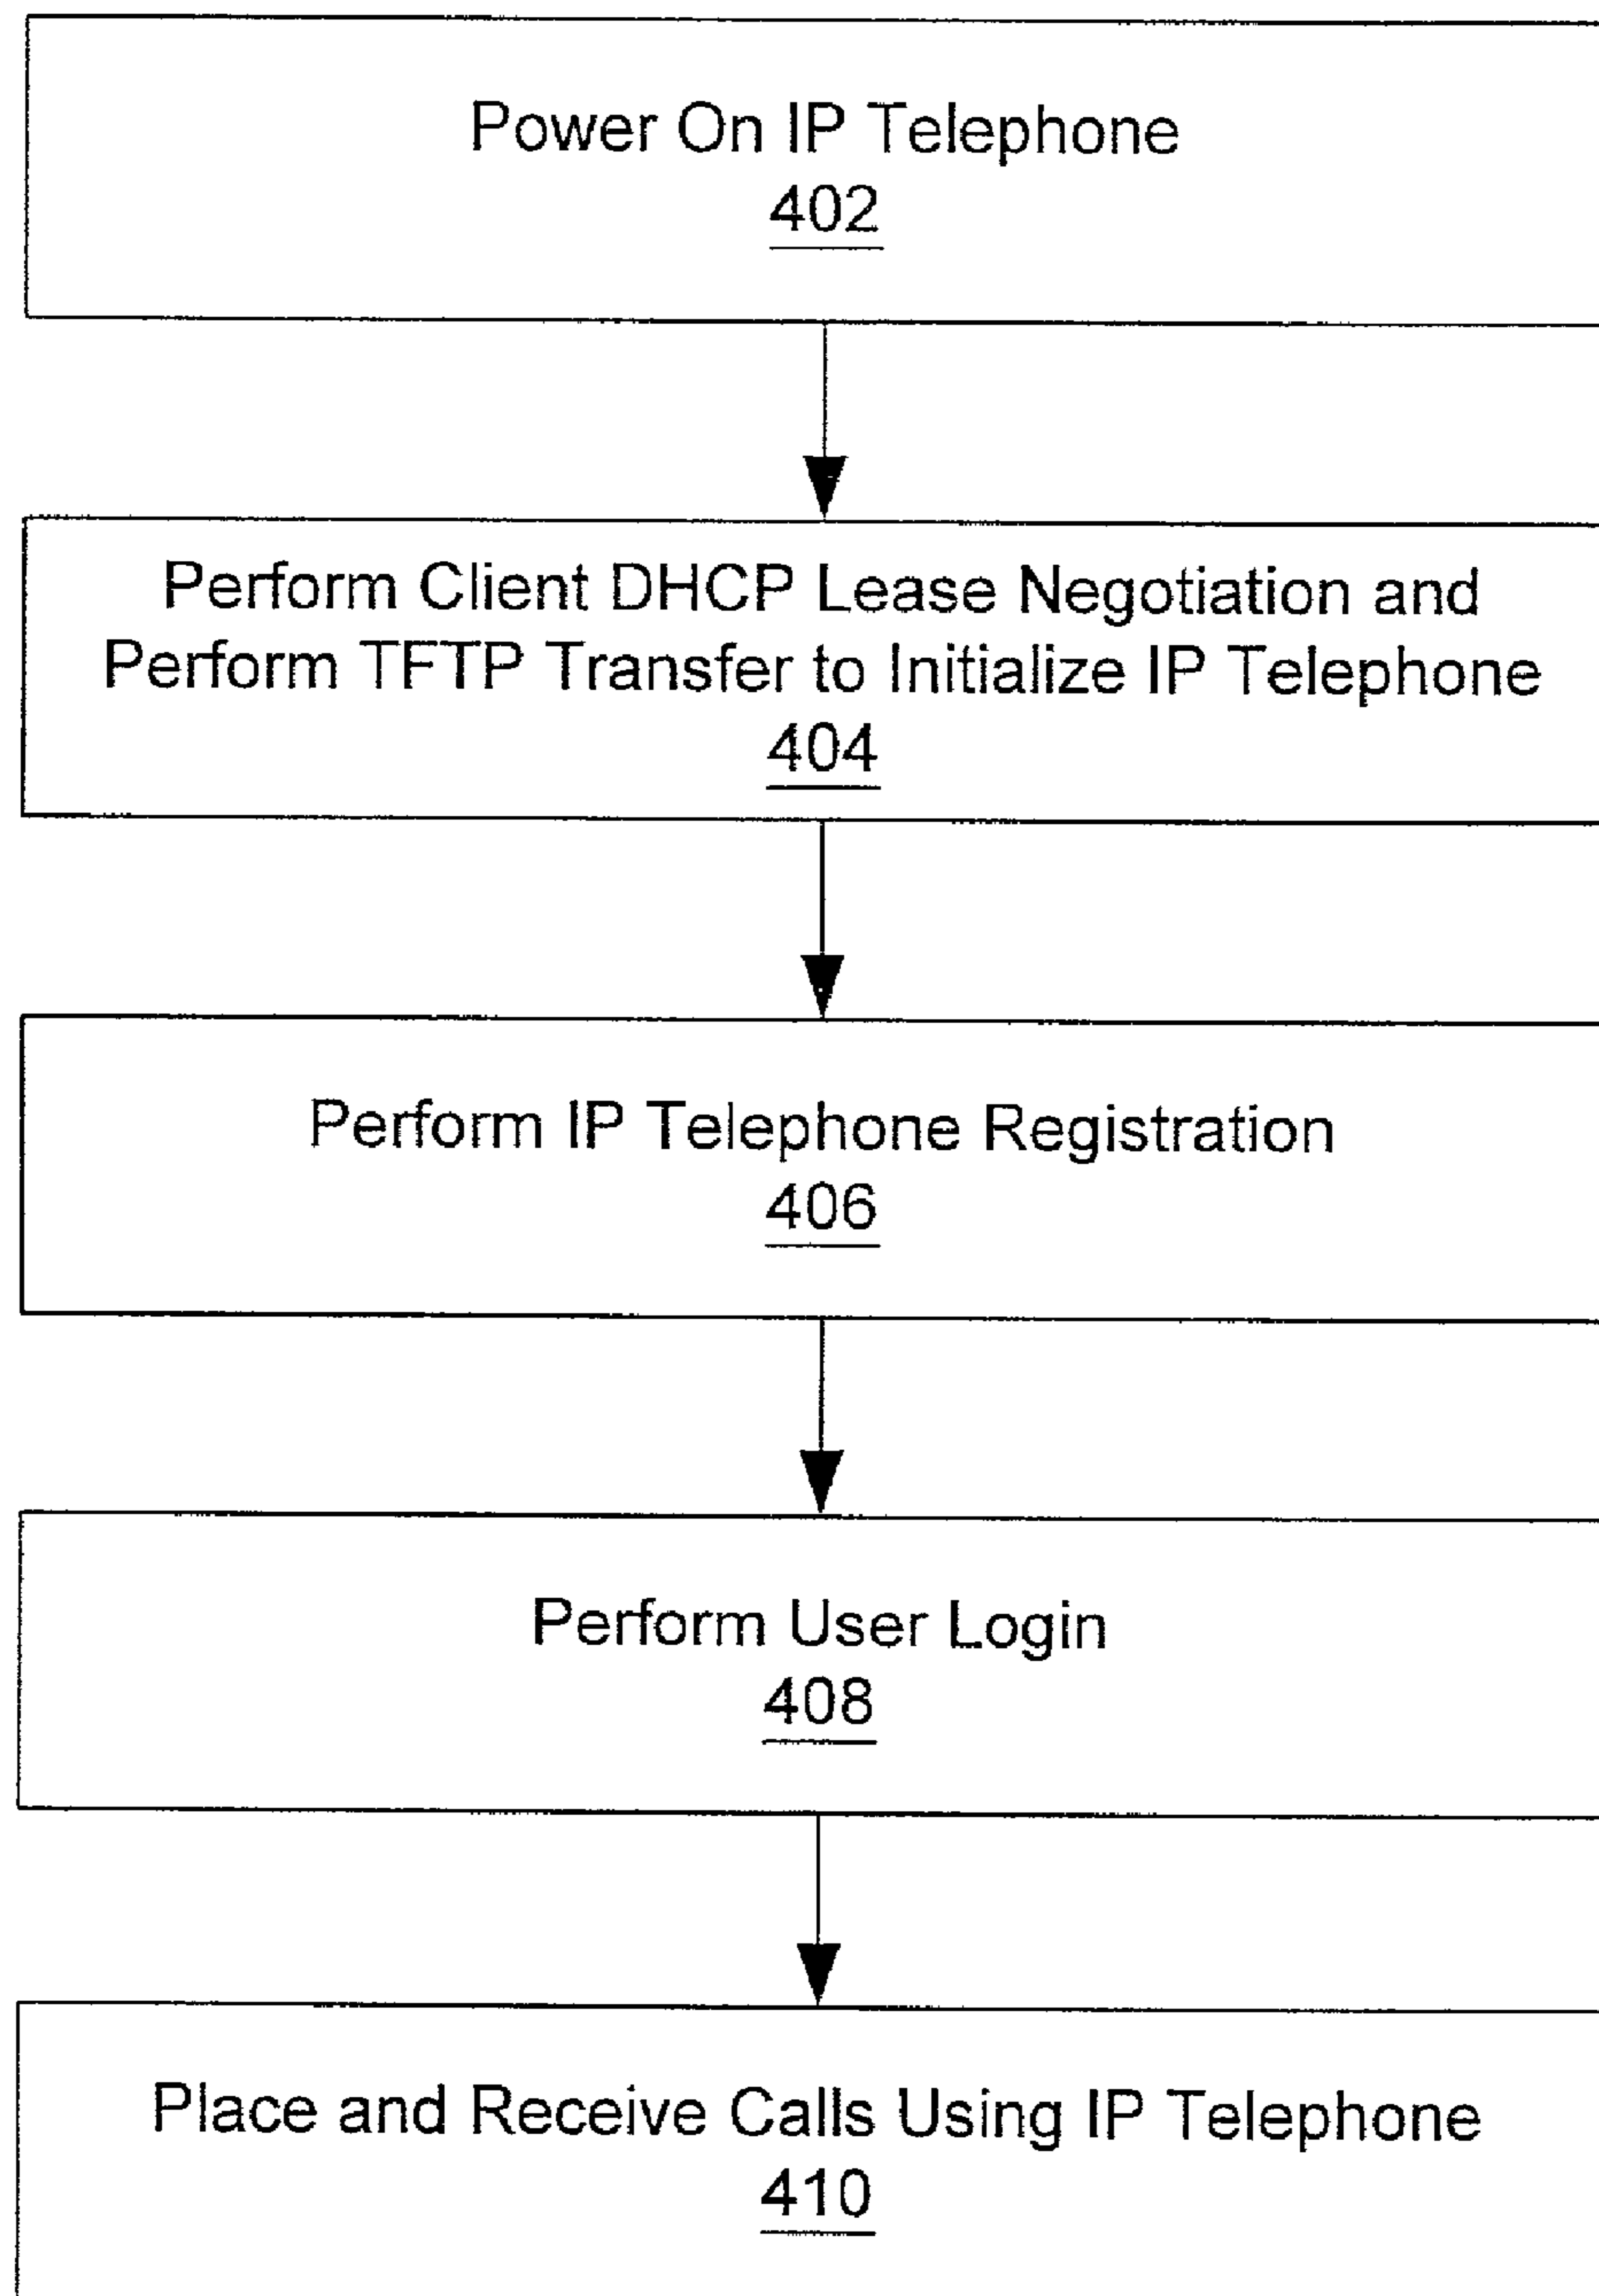 Power On IP Telephone
402
Perform Client DHCP Lease Negotiation and
Perform TFTP Transfer to Initialize IP Telephone
404
Perform IP Telephone Registration
406
Perform User Login
408
Place and Receive Calls Using IP Telephone
410